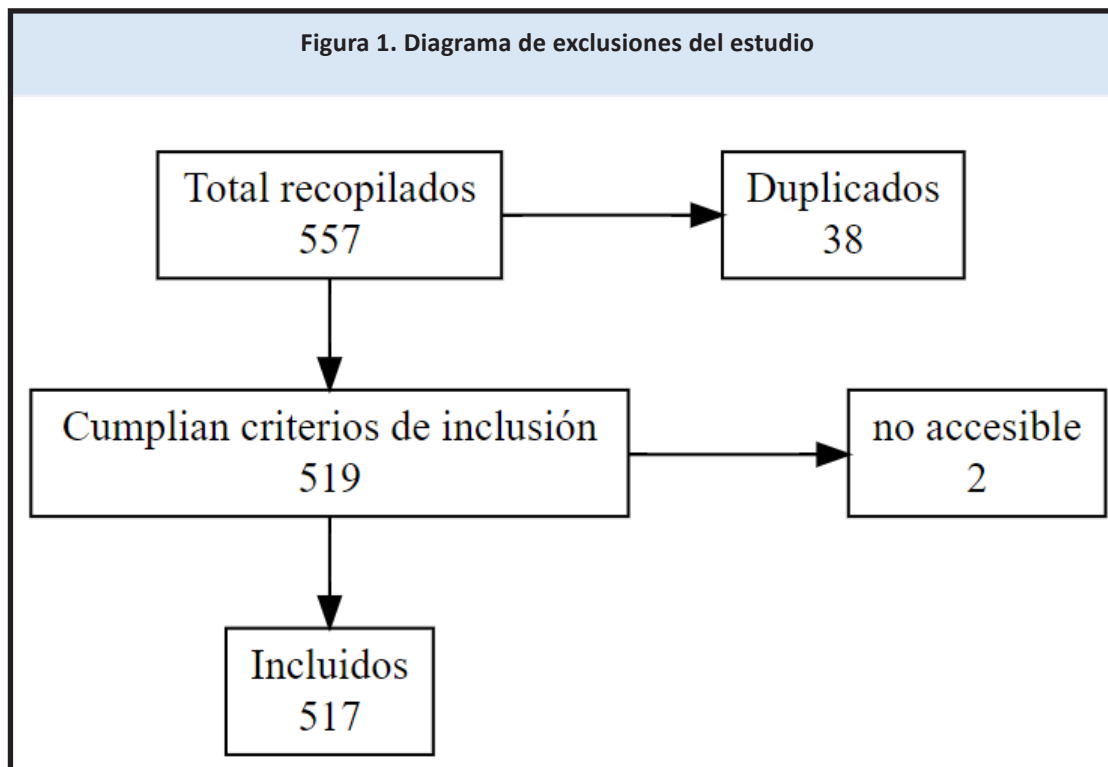 Figura 1. Diagrama de exclusiones del estudio
Total recopilados
557
Duplicados
38
Cumplian criterios de inclusión
519
no accesible
2
Incluidos
517